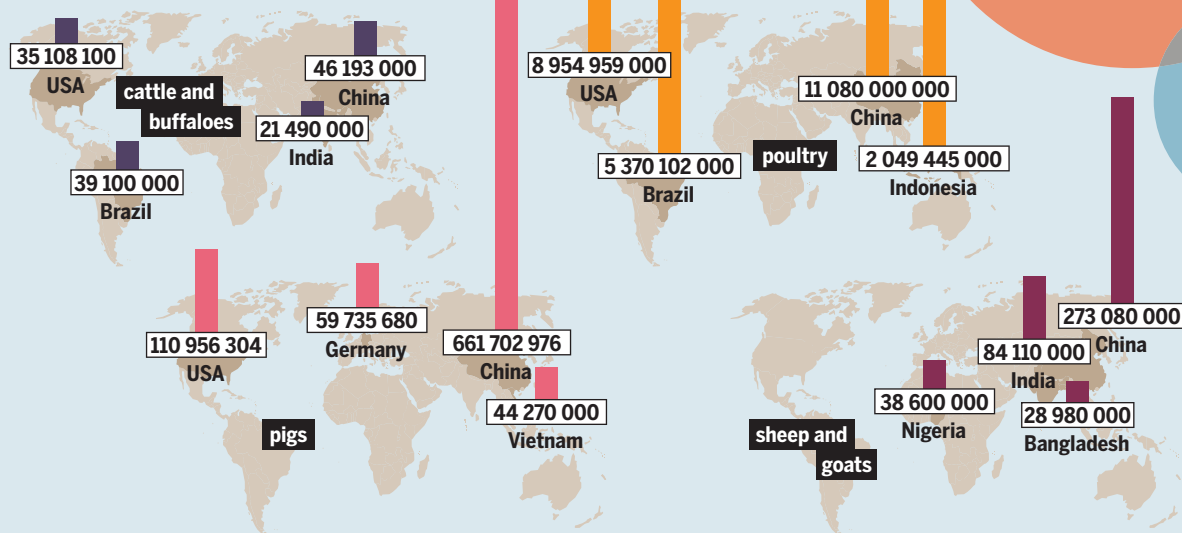 35 108 100
USA
cattle and
buffaloes
46 193 000
China
21 490 000
India
39 100 000
Brazil
8 954 959 000
USA
11 080 000 000
China
5 370 102 000
Brazil
poultry
2 049 445 000
Indonesia
110 956 304
USA
59 735 680
Germany
661 702 976
China
44 270 000
Vietnam
pigs
273 080 000
China
84 110 000
India
38 600 000
Nigeria
28 980 000
Bangladesh
sheep and
goats